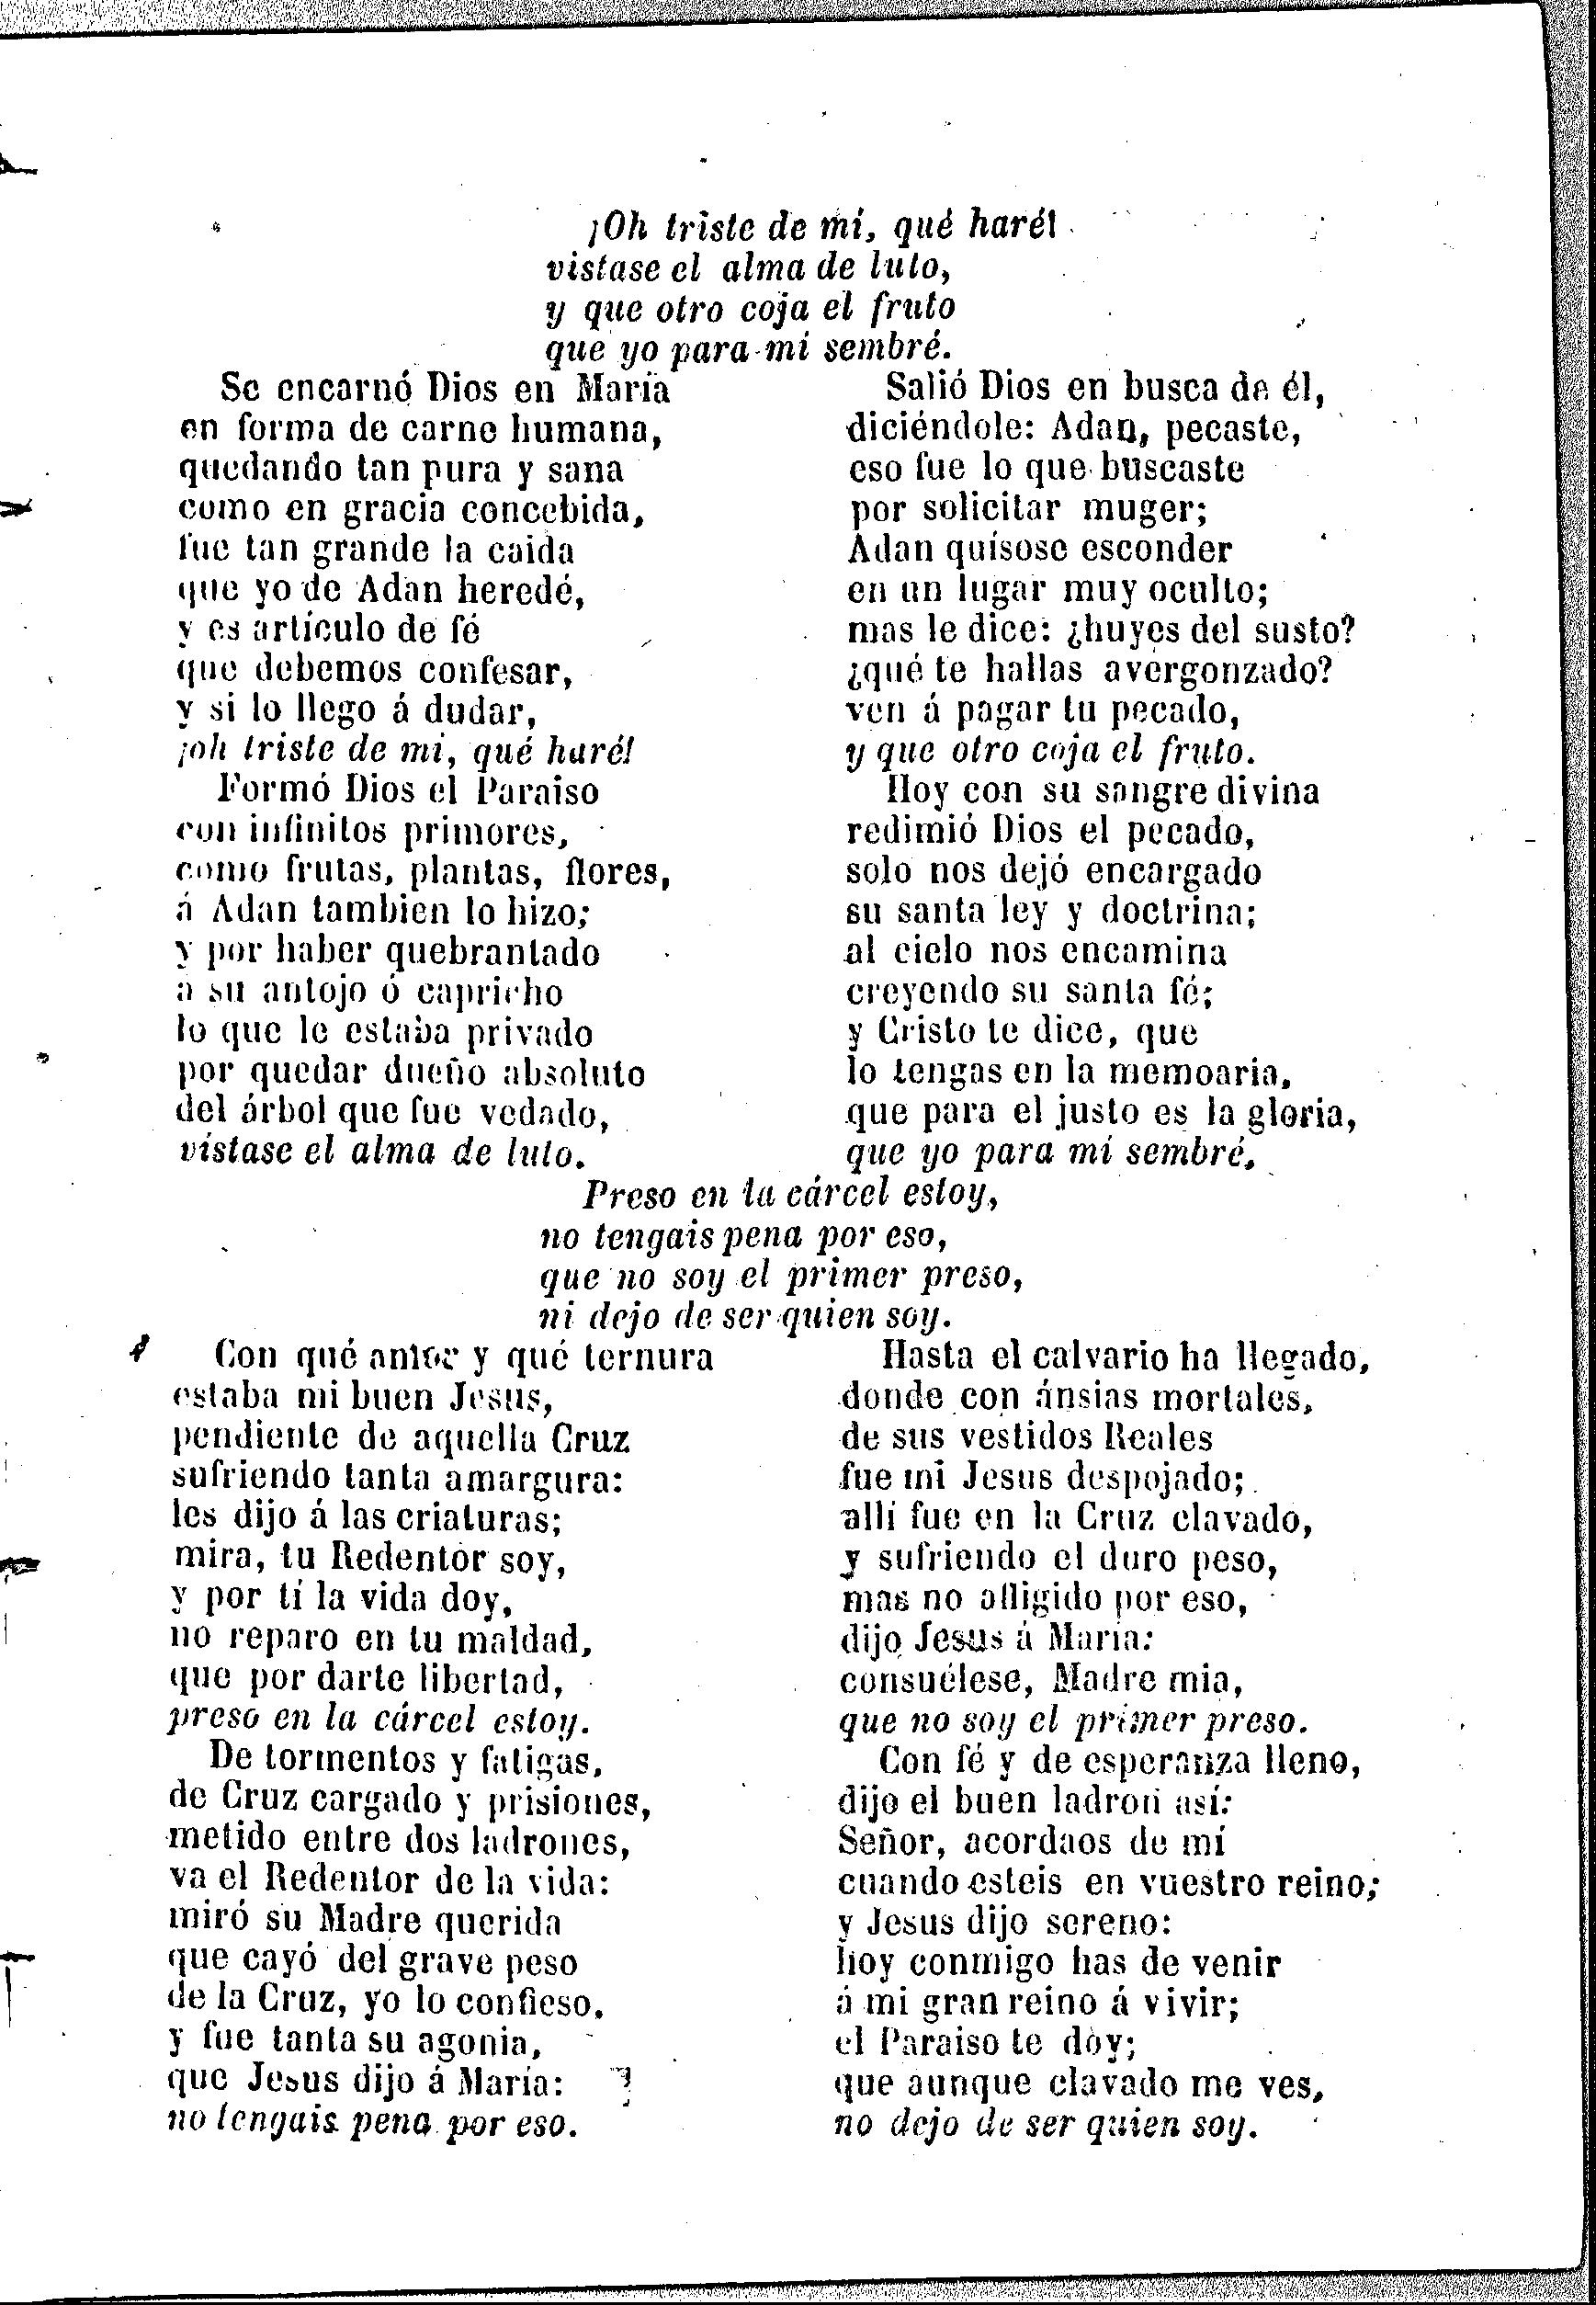 ¡Oh triste de mí, qué haré!
vistase el alma de luto,
y que otro coja el fruto
que yo para mi sembré.
Se encarnó Dios en María
en forma de carne humana,
quedando tan pura y sana
como en gracia concebida,
fue tan grande la caida
que yo de Adan heredé,
y es artículo de fé
que debemos confesar,
y si lo llego á dudar,
¡oh triste de mi, qué haré!
Formó Dios el Paraiso
con infinitos primores,
como frutas, plantas, flores,
á Adan tambien lo hizo;
y por haber quebrantado
á su antojo ó capricho
lo que le estaba privado
por quedar dueño absoluto
del árbol que fue vedado,
vístase el alma de luto.
Salió Dios en busca de él,
diciéndole: Adan, pecaste,
eso fue lo que buscaste
por solicitar muger;
Adan quísose esconder
en un lugar muy oculto;
mas le dice: ¿huyes del susto?
¿qué te hallas avergonzado?
ven á pagar tu pecado,
y que otro coja el fruto.
Hoy con su sangre divina
redimió Dios el pecado,
solo nos dejó encargado
su santa ley y doctrina;
al cielo nos encamina
creyendo su santa fé;
y Cristo te dice, que
lo tengas en la memoaria,
que para el justo es la gloria,
que yo para mí sembré.
Preso en la cárcel estoy,
no tengais pena por eso,
que no soy el primer preso,
ni dejo de ser quien soy.
Con qué amor y qué ternura
estaba mi buen Jesus,
pendiente de aquella Cruz
sufriendo tanta amargura:
les dijo á las criaturas;
mira, tu Redentor soy,
y por tí la vida doy,
no reparo en tu maldad,
que por darte libertad,
preso en la cárcel estoy.
De tormentos y fatigas,
de Cruz cargado y prisiones,
metido entre dos ladrones,
va el Redentor de la vida:
miró su Madre querida
que cayó del grave peso
de la Cruz, yo lo confieso,
y fue tanta su agonia,
que Jesus dijo á María:
no tengais pena por eso.
Hasta el calvario ha llegado,
donde con ánsias mortales,
de sus vestidos Reales
fue mi Jesus despojado;
allí fue en la Cruz clavado,
y sufriendo el duro peso,
mas no afligido por eso,
dijo Jesus á María:
consuélese, Madre mia,
que no soy el primer preso.
Con fé y de esperanza lleno,
dijo el buen ladron así:
Señor, acordaos de mí
cuando esteis en vuestro reino;
y Jesus dijo sereno:
hoy conmigo has de venir
á mi gran reino á vivir;
el Paraiso te doy;
que aunque clavado me ves,
no dejo de ser quien soy.